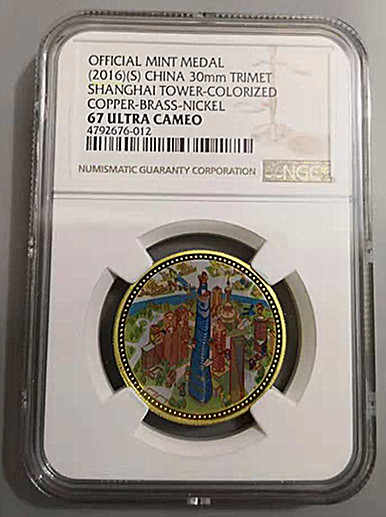 OFFICIAL MINT MEDAL
(2016)(S) CHINA 30mm TRIMET
SHANGHAI TOWER-COLORIZED
COPPER-BRASS-NICKEL
67 ULTRA CAMEO
4792676-012
NUMISMATIC GUARANTY CORPORATION
NGC